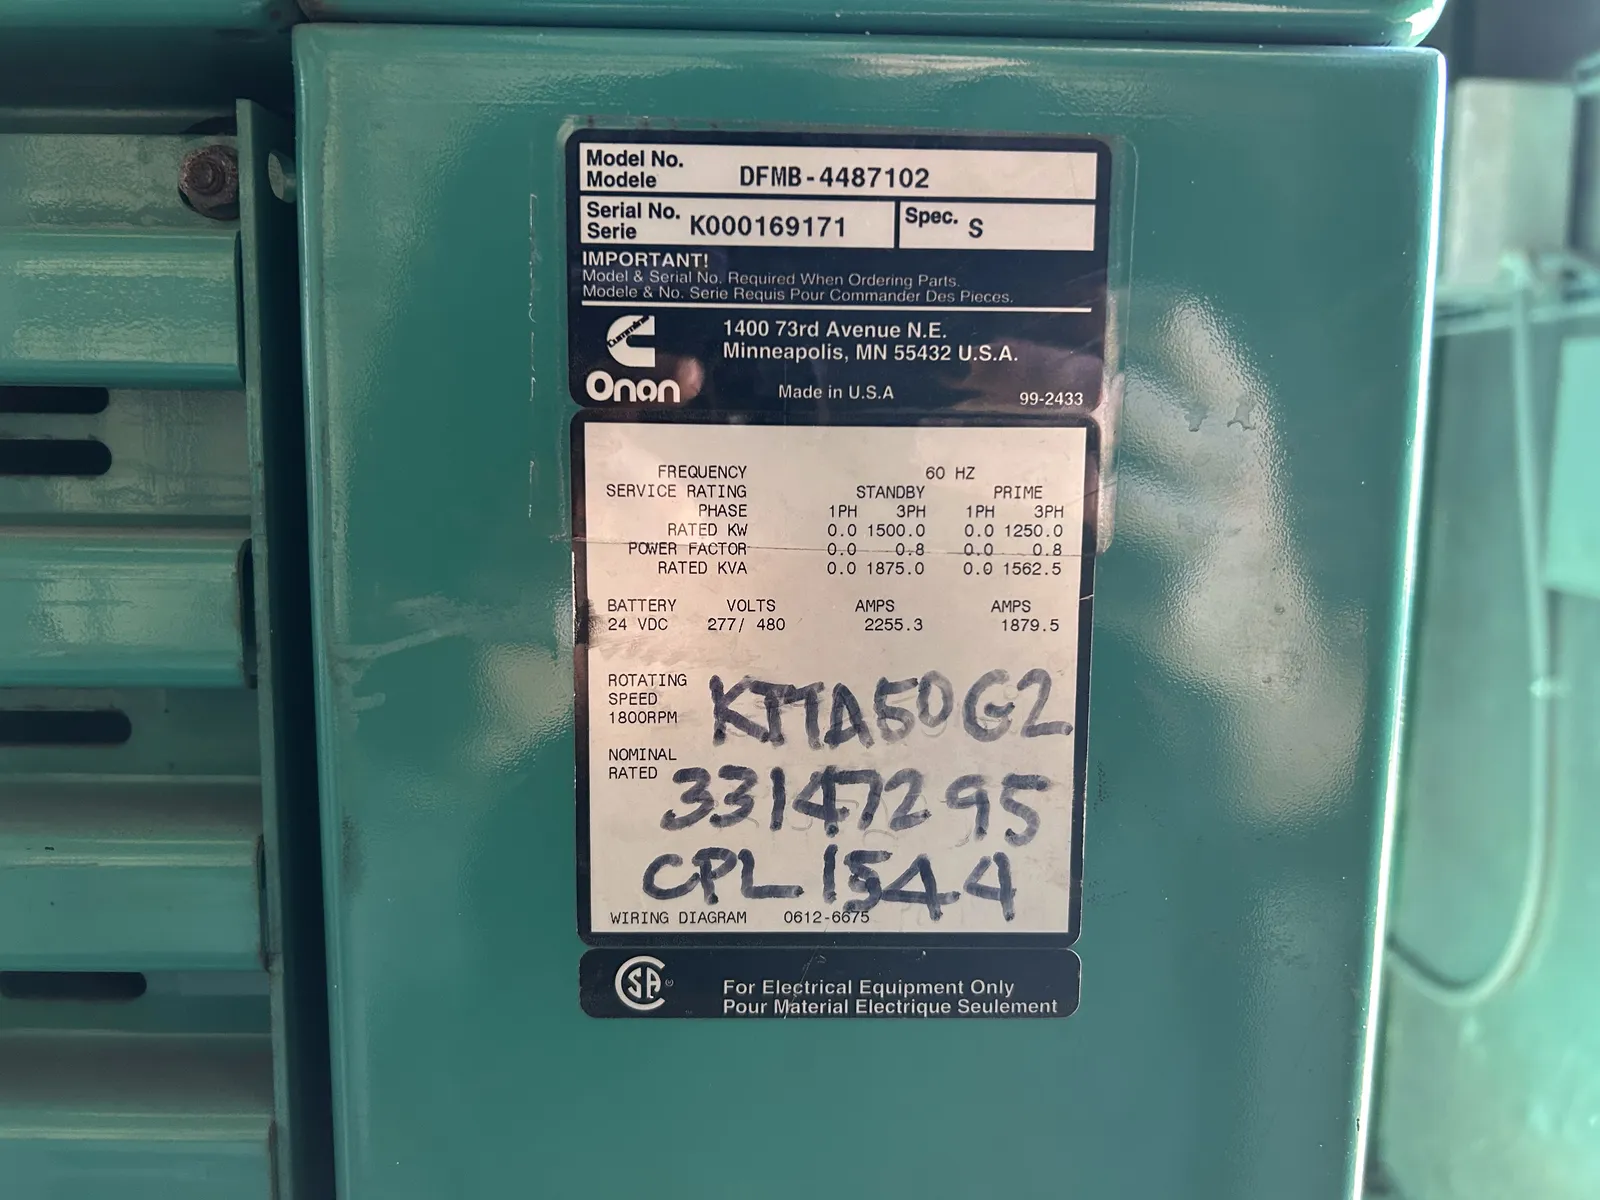 Model No. DFMB-4487102
Modele
Serial No. K000169171 Spec. S
Serie
IMPORTANT!
Model & Serial No. Required When Ordering Parts.
Modele & No. Serie Requis Pour Commander Des Pieces.
Cummins
Onan
1400 73rd Avenue N.E.
Minneapolis, MN 55432 U.S.A.
Made in U.S.A 99-2433
FREQUENCY 60 HZ
SERVICE RATING STANDBY PRIME
PHASE 1PH 3PH 1PH 3PH
RATED KW 0.0 1500.0 0.0 1250.0
POWER FACTOR 0.0 0.8 0.0 0.8
RATED KVA 0.0 1875.0 0.0 1562.5
BATTERY VOLTS AMPS AMPS
24 VDC 277/ 480 2255.3 1879.5
ROTATING
SPEED
1800RPM
KTTA50G2
NOMINAL
RATED
33147295
CPL 1544
WIRING DIAGRAM 0612-6675
CSA
For Electrical Equipment Only
Pour Material Electrique Seulement